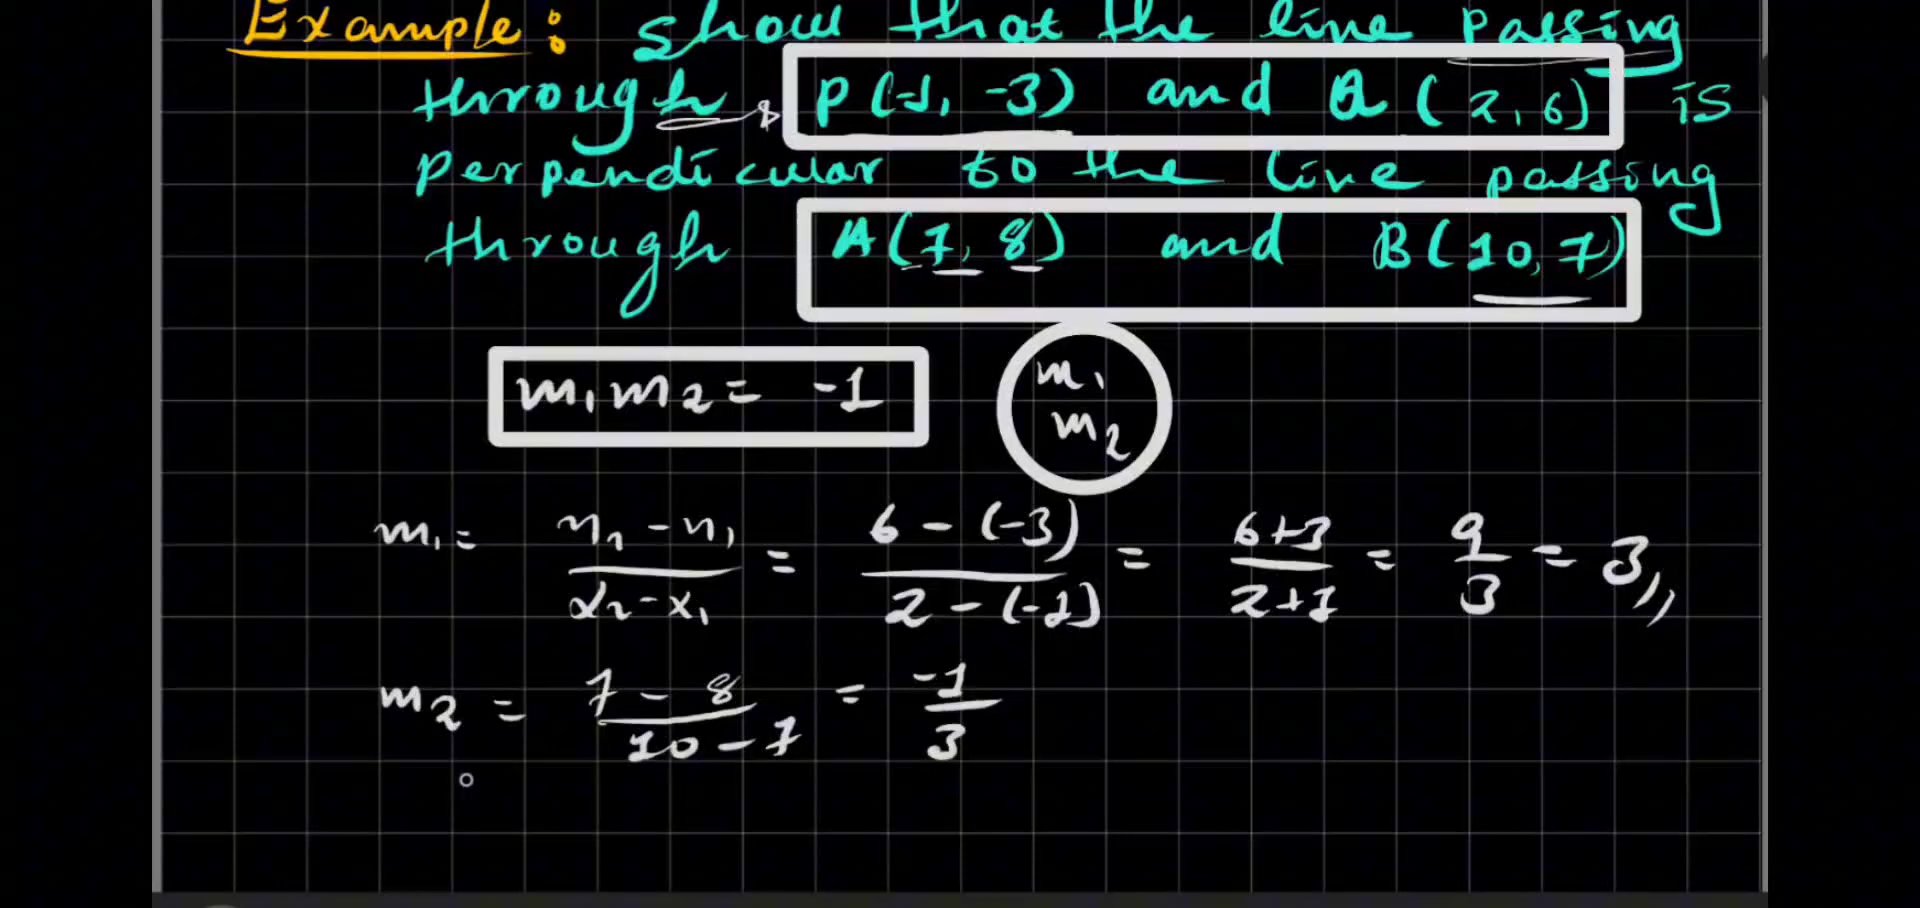 Example: show that the line passing
through P(-1, -3) and Q(2, 6) is
perpendicular to the line passing
through A(7, 8) and B(10, 7)
m₁m₂ = -1
m₁
m₂
m₁ = y₂ - y₁ / x₂ - x₁ = 6 - (-3) / 2 - (-1) = 6+3 / 2+1 = 9/3 = 3,,
m₂ = 7 - 8 / 10 - 7 = -1/3